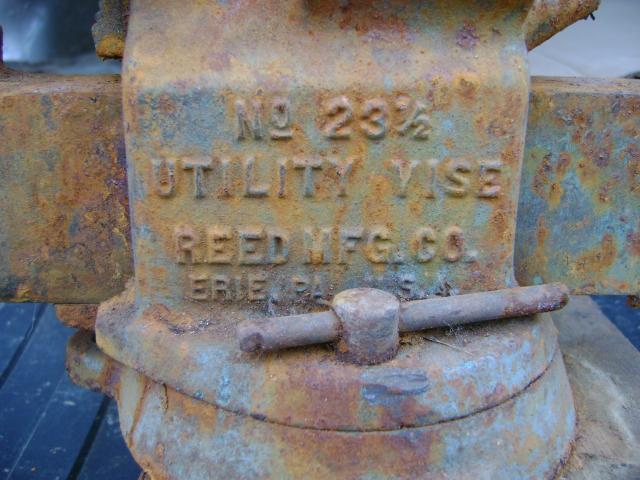 No 23½
UTILITY VISE
REED MFG. CO.
ERIE, PA. U.S.A.